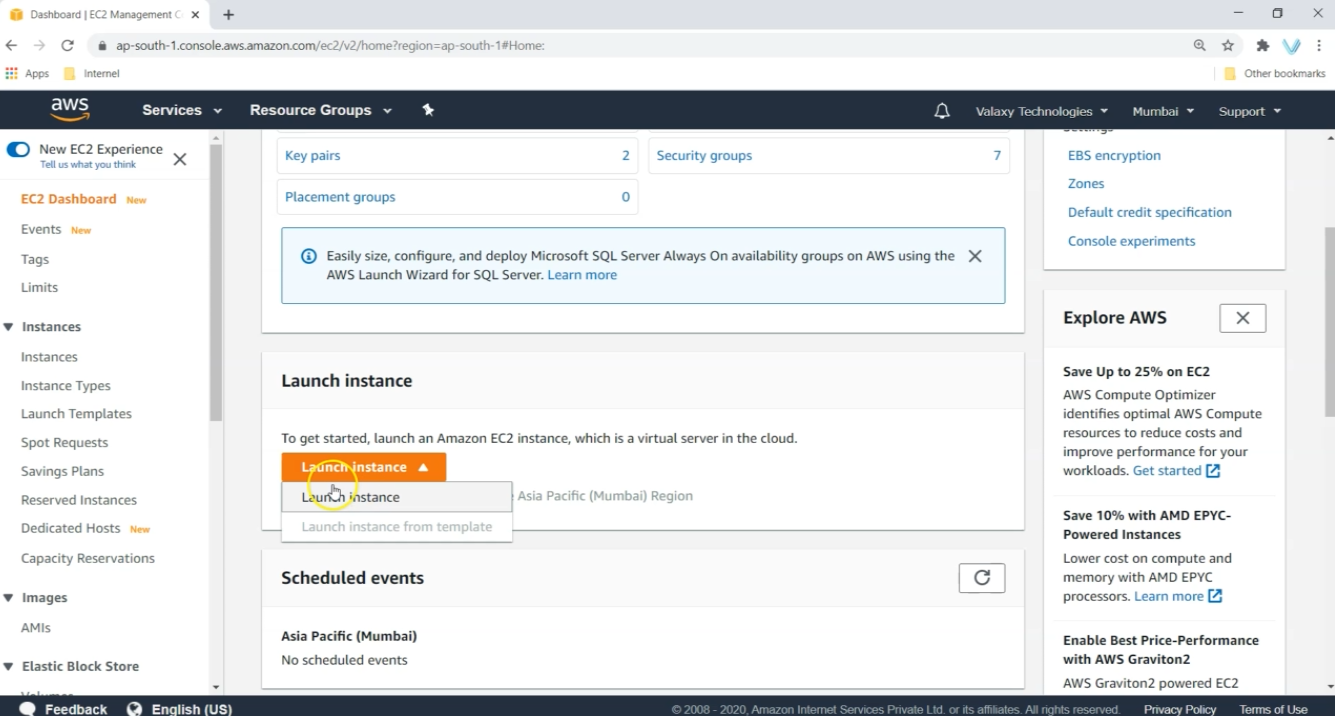 Dashboard | EC2 Management C
ap-south-1.console.aws.amazon.com/ec2/v2/home?region=ap-south-1#Home:
Apps
Internet
Other bookmarks
aws
Services
Resource Groups
Valaxy Technologies
Mumbai
Support
New EC2 Experience
Tell us what you think
EC2 Dashboard New
Events New
Tags
Limits
Instances
Instances
Instance Types
Launch Templates
Spot Requests
Savings Plans
Reserved Instances
Dedicated Hosts New
Capacity Reservations
Images
AMIs
Elastic Block Store
Key pairs 2
Security groups 7
Placement groups 0
Easily size, configure, and deploy Microsoft SQL Server Always On availability groups on AWS using the
AWS Launch Wizard for SQL Server. Learn more
Launch instance
To get started, launch an Amazon EC2 instance, which is a virtual server in the cloud.
Launch instance
Launch instance
Asia Pacific (Mumbai) Region
Launch instance from template
Scheduled events
Asia Pacific (Mumbai)
No scheduled events
EBS encryption
Zones
Default credit specification
Console experiments
Explore AWS
Save Up to 25% on EC2
AWS Compute Optimizer
identifies optimal AWS Compute
resources to reduce costs and
improve performance for your
workloads. Get started
Save 10% with AMD EPYC-
Powered Instances
Lower cost on compute and
memory with AMD EPYC
processors. Learn more
Enable Best Price-Performance
with AWS Graviton2
AWS Graviton2 powered EC2
Feedback
English (US)
© 2008 - 2020, Amazon Internet Services Private Ltd. or its affiliates. All rights reserved.
Privacy Policy
Terms of Use